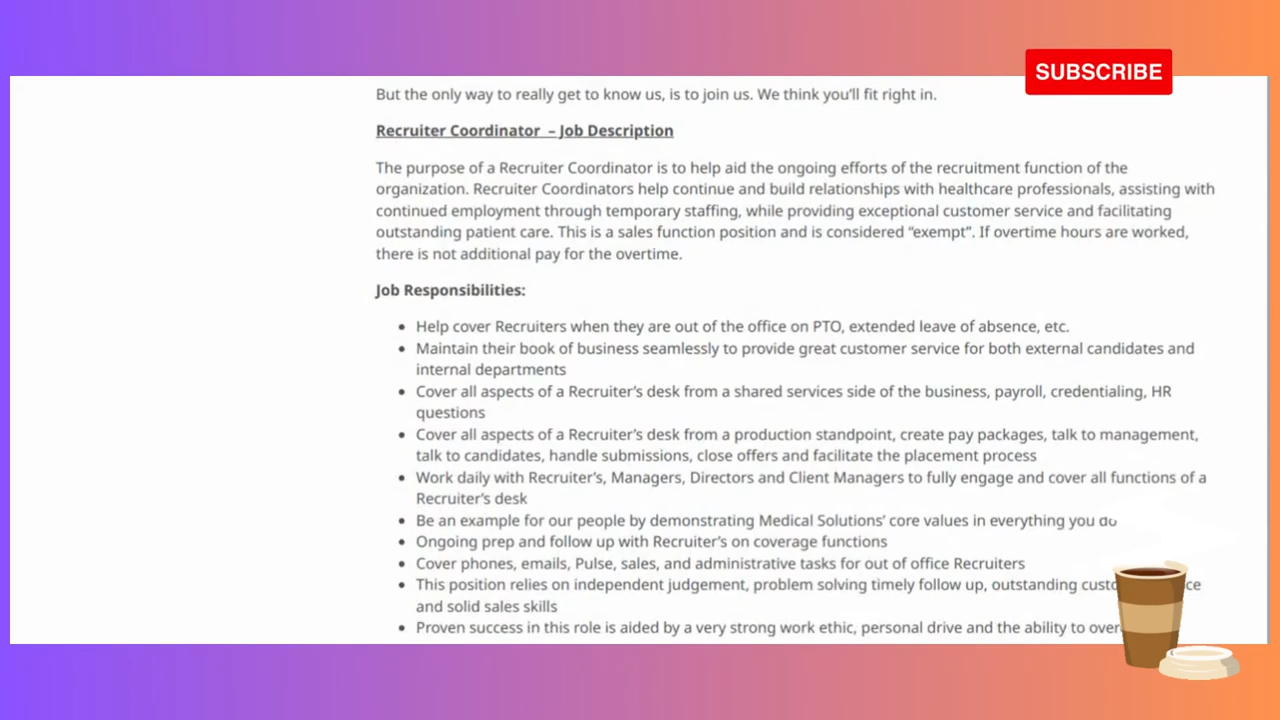 SUBSCRIBE
But the only way to really get to know us, is to join us. We think you'll fit right in.
Recruiter Coordinator – Job Description
The purpose of a Recruiter Coordinator is to help aid the ongoing efforts of the recruitment function of the
organization. Recruiter Coordinators help continue and build relationships with healthcare professionals, assisting with
continued employment through temporary staffing, while providing exceptional customer service and facilitating
outstanding patient care. This is a sales function position and is considered “exempt”. If overtime hours are worked,
there is not additional pay for the overtime.
Job Responsibilities:
• Help cover Recruiters when they are out of the office on PTO, extended leave of absence, etc.
• Maintain their book of business seamlessly to provide great customer service for both external candidates and
internal departments
• Cover all aspects of a Recruiter's desk from a shared services side of the business, payroll, credentialing, HR
questions
• Cover all aspects of a Recruiter's desk from a production standpoint, create pay packages, talk to management,
talk to candidates, handle submissions, close offers and facilitate the placement process
• Work daily with Recruiter's, Managers, Directors and Client Managers to fully engage and cover all functions of a
Recruiter's desk
• Be an example for our people by demonstrating Medical Solutions' core values in everything you do
• Ongoing prep and follow up with Recruiter's on coverage functions
• Cover phones, emails, Pulse, sales, and administrative tasks for out of office Recruiters
• This position relies on independent judgement, problem solving timely follow up, outstanding
and solid sales skills
• Proven success in this role is aided by a very strong work ethic, personal drive and the ability to